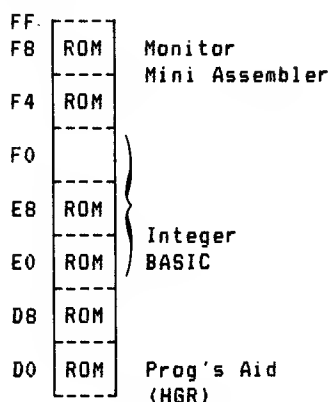 FF
F8 ROM Monitor
Mini Assembler
F4 ROM
F0
E8 ROM
Integer
E0 ROM BASIC
D8 ROM
D0 ROM Prog's Aid
(HGR)